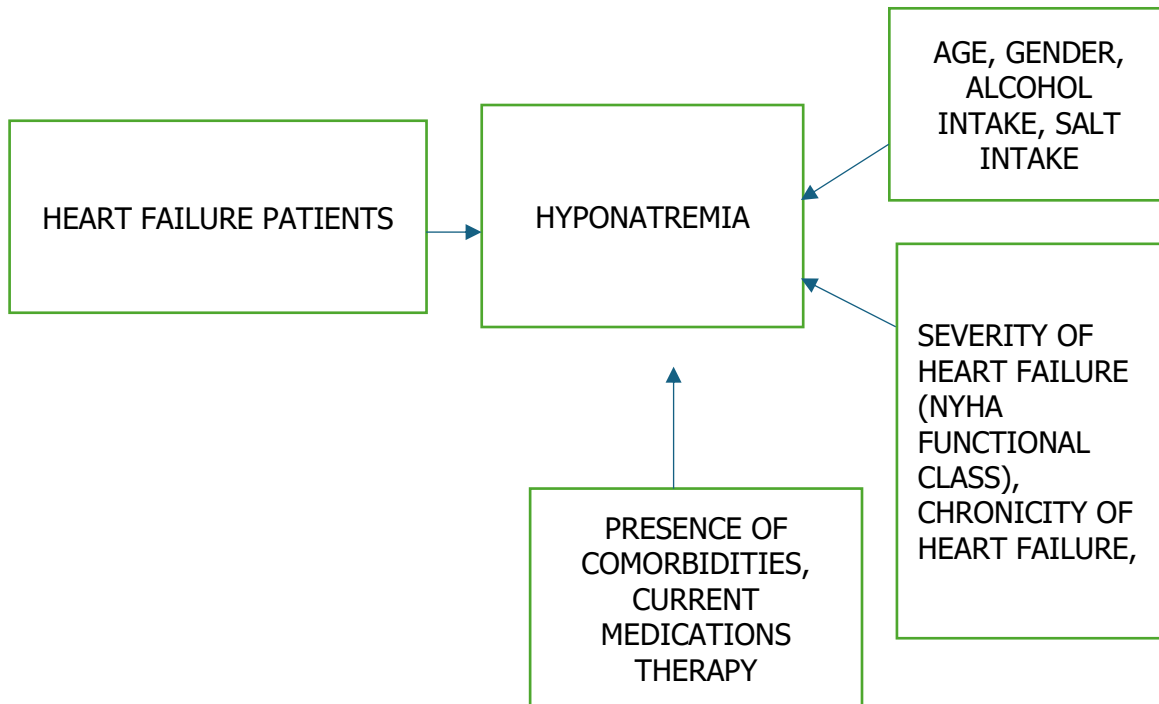 HEART FAILURE PATIENTS
HYPONATREMIA
AGE, GENDER,
ALCOHOL
INTAKE, SALT
INTAKE
SEVERITY OF
HEART FAILURE
(NYHA
FUNCTIONAL
CLASS),
CHRONICITY OF
HEART FAILURE,
PRESENCE OF
COMORBIDITIES,
CURRENT
MEDICATIONS
THERAPY